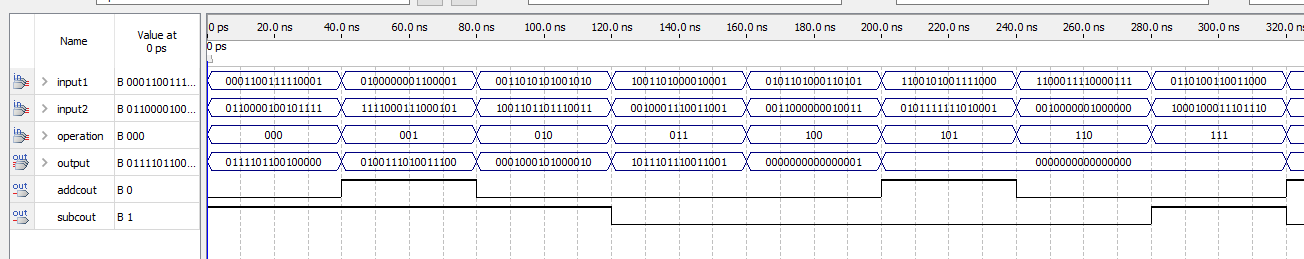 Name Value at 0 ps
0 ps 20.0 ns 40.0 ns 60.0 ns 80.0 ns 100.0 ns 120.0 ns 140.0 ns 160.0 ns 180.0 ns 200.0 ns 220.0 ns 240.0 ns 260.0 ns 280.0 ns 300.0 ns 320.0 n
0 ps
in input1 B 0001100111... 0001100111110001 0100000001100001 0011010101001010 1001101000010001 0101101000110101 1100101001111000 1100011110000111 0110100110011000
in input2 B 0110000100... 0110000100101111 1111000111000101 1001101101110011 0010001110011001 0011000000010011 0101111111010001 0010000001000000 1000100011101110
in operation B 000 000 001 010 011 100 101 110 111
out output B 0111101100... 0111101100100000 0100111010011100 0001000101000010 1011101110011001 0000000000000001 0000000000000000
out addcout B 0
out subcout B 1